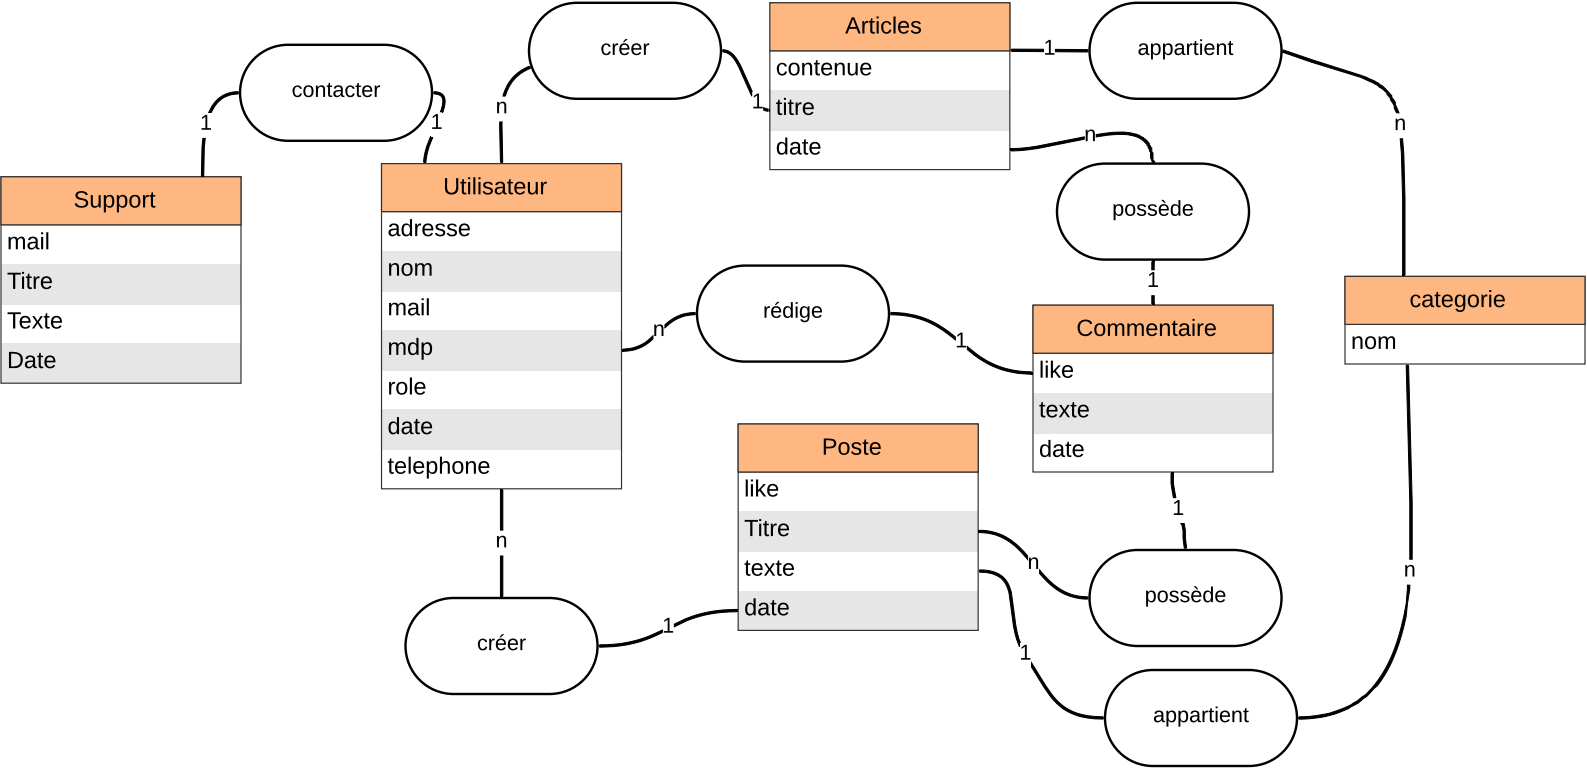 créer
1
n
Articles
contenue
titre
date
1
appartient
n
contacter
1
1
Support
mail
Titre
Texte
Date
Utilisateur
adresse
nom
mail
mdp
role
date
telephone
n
possède
1
n
rédige
1
Commentaire
like
texte
date
categorie
nom
Poste
like
Titre
texte
date
n
créer
1
n
1
possède
1
appartient
n